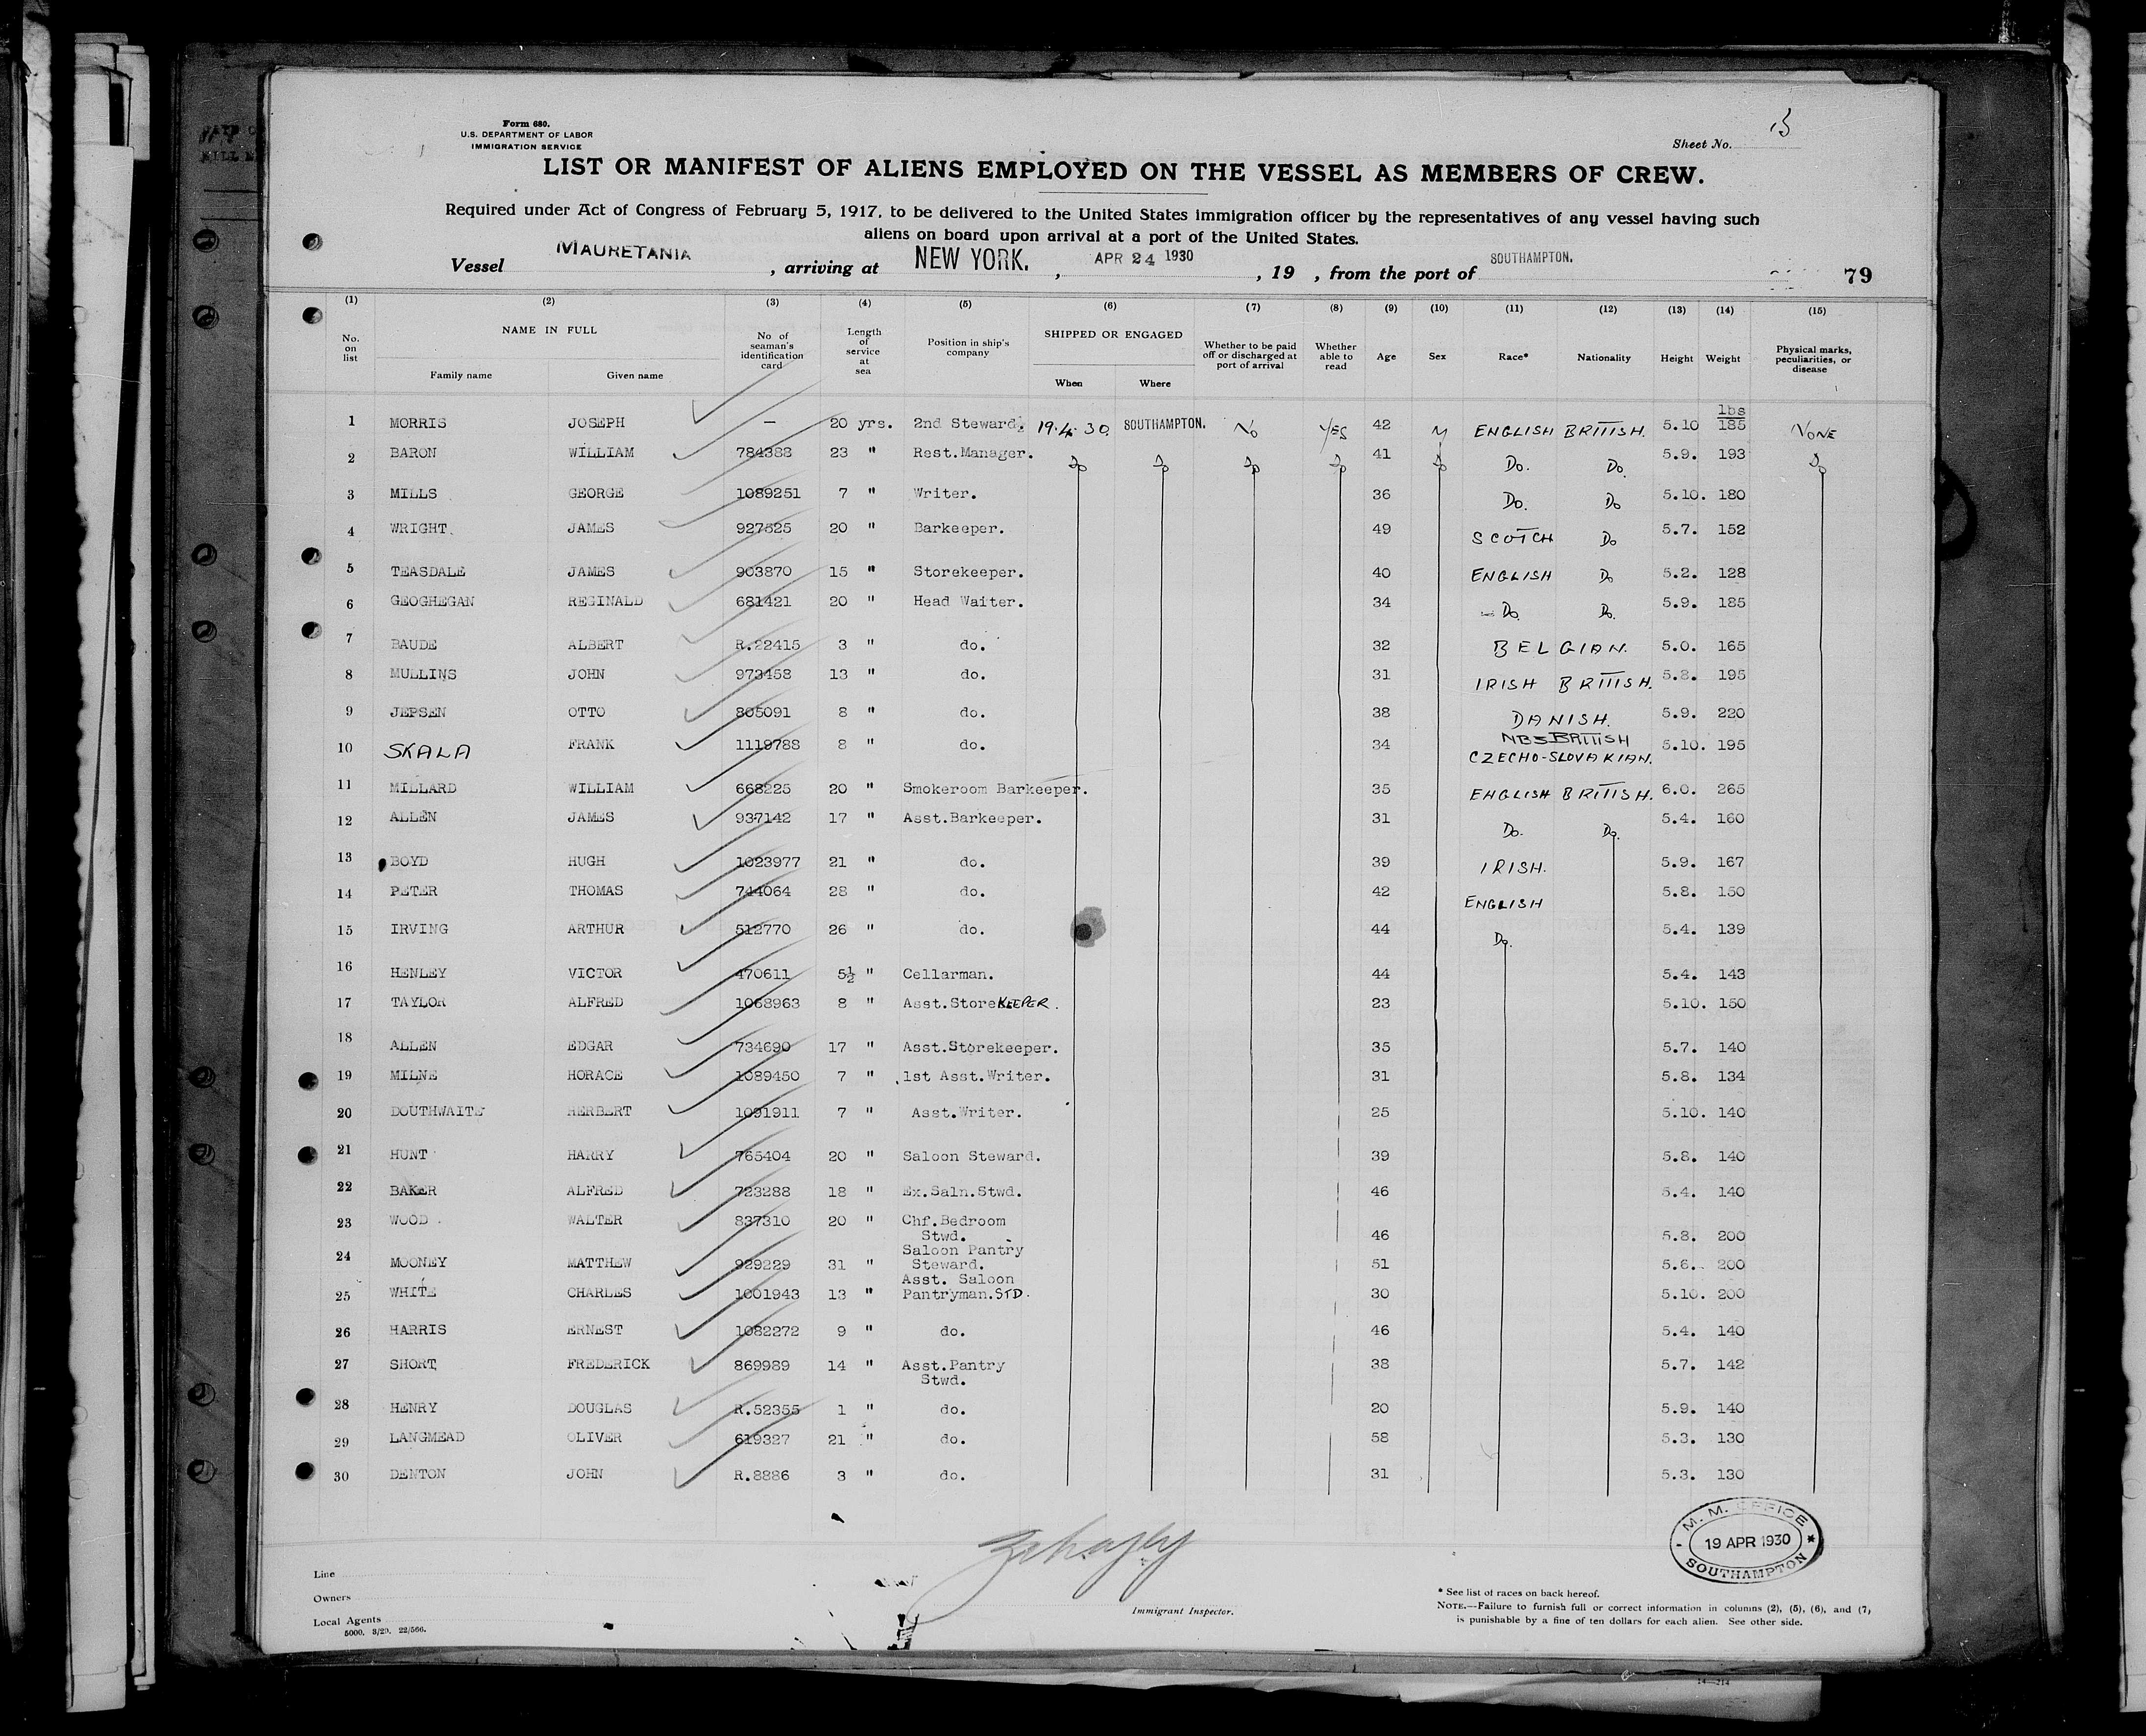 Form 680.
U.S. DEPARTMENT OF LABOR
IMMIGRATION SERVICE
Sheet No.
LIST OR MANIFEST OF ALIENS EMPLOYED ON THE VESSEL AS MEMBERS OF CREW.
Required under Act of Congress of February 5, 1917, to be delivered to the United States immigration officer by the representatives of any vessel having such
aliens on board upon arrival at a port of the United States.
Vessel MAURETANIA, arriving at NEW YORK., APR 24 1930, 19 , from the port of SOUTHAMPTON. 79
(1) (2) (3) (4) (5) (6) (7) (8) (9) (10) (11) (12) (13) (14) (15)
No. on list NAME IN FULL Family name Given name No. of seaman's identification card Length of service at sea Position in ship's company SHIPPED OR ENGAGED When Where Whether to be paid off or discharged at port of arrival Whether able to read Age Sex Race* Nationality Height Weight Physical marks, peculiarities, or disease
lbs
1 MORRIS JOSEPH — 20 yrs. 2nd Steward. 19.4.30. SOUTHAMPTON. No YES 42 M ENGLISH BRITISH. 5.10 185 NONE
2 BARON WILLIAM 784388 23 " Rest.Manager. Do Do Do Do 41 Do Do. Do 5.9. 193 Do
3 MILLS GEORGE 1089251 7 " Writer. 36 Do. Do 5.10. 180
4 WRIGHT JAMES 927525 20 " Barkeeper. 49 SCOTCH Do 5.7. 152
5 TEASDALE JAMES 903870 15 " Storekeeper. 40 ENGLISH Do 5.2. 128
6 GEOGHEGAN REGINALD 681421 20 " Head Waiter. 34 Do. Do. 5.9. 185
7 BAUDE ALBERT R.22415 3 " do. 32 BELGIAN. 5.0. 165
8 MULLINS JOHN 973458 13 " do. 31 IRISH BRITISH. 5.8. 195
9 JEPSEN OTTO 805091 8 " do. 38 DANISH. 5.9. 220
10 SKALA FRANK 1119788 8 " do. 34 NBS BRITISH CZECHO-SLOVAKIAN. 5.10. 195
11 MILLARD WILLIAM 668225 20 " Smokeroom Barkeeper. 35 ENGLISH BRITISH. 6.0. 265
12 ALLEN JAMES 937142 17 " Asst.Barkeeper. 31 Do. Do. 5.4. 160
13 BOYD HUGH 1023977 21 " do. 39 IRISH. 5.9. 167
14 PETER THOMAS 744064 28 " do. 42 ENGLISH 5.8. 150
15 IRVING ARTHUR 512770 26 " do. 44 Do. 5.4. 139
16 HENLEY VICTOR 470611 5½ " Cellarman. 44 5.4. 143
17 TAYLOR ALFRED 1068963 8 " Asst.StoreKEEPER. 23 5.10. 150
18 ALLEN EDGAR 734690 17 " Asst.Storekeeper. 35 5.7. 140
19 MILNE HORACE 1089450 7 " 1st Asst.Writer. 31 5.8. 134
20 DOUTHWAITE HERBERT 1091911 7 " Asst.Writer. 25 5.10. 140
21 HUNT HARRY 765404 20 " Saloon Steward. 39 5.8. 140
22 BAKER ALFRED 723288 18 " Ex.Saln.Stwd. 46 5.4. 140
23 WOOD WALTER 837310 20 " Chf.Bedroom Stwd. 46 5.8. 200
24 MOONEY MATTHEW 929229 31 " Saloon Pantry Steward. 51 5.6. 200
25 WHITE CHARLES 1001943 13 " Asst. Saloon Pantryman.STD. 30 5.10. 200
26 HARRIS ERNEST 1082272 9 " do. 46 5.4. 140
27 SHORT FREDERICK 869989 14 " Asst.Pantry Stwd. 38 5.7. 142
28 HENRY DOUGLAS R.52355 1 " do. 20 5.9. 140
29 LANGMEAD OLIVER 619327 21 " do. 58 5.3. 130
30 DENTON JOHN R.8886 3 " do. 31 5.3. 130
M. M. OFFICE
19 APR 1930
SOUTHAMPTON
Line
Owners
Local Agents
5000. 3/29. 22/566.
Immigrant Inspector.
* See list of races on back hereof.
NOTE.—Failure to furnish full or correct information in columns (2), (5), (6), and (7)
is punishable by a fine of ten dollars for each alien. See other side.
14—214